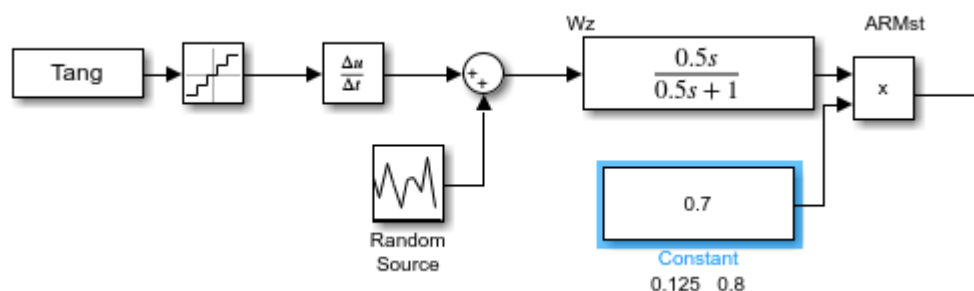 Wz
ARMst
Tang
Δu
Δt
+
+
0.5s
0.5s + 1
x
0.7
Random
Source
Constant
0.125 0.8